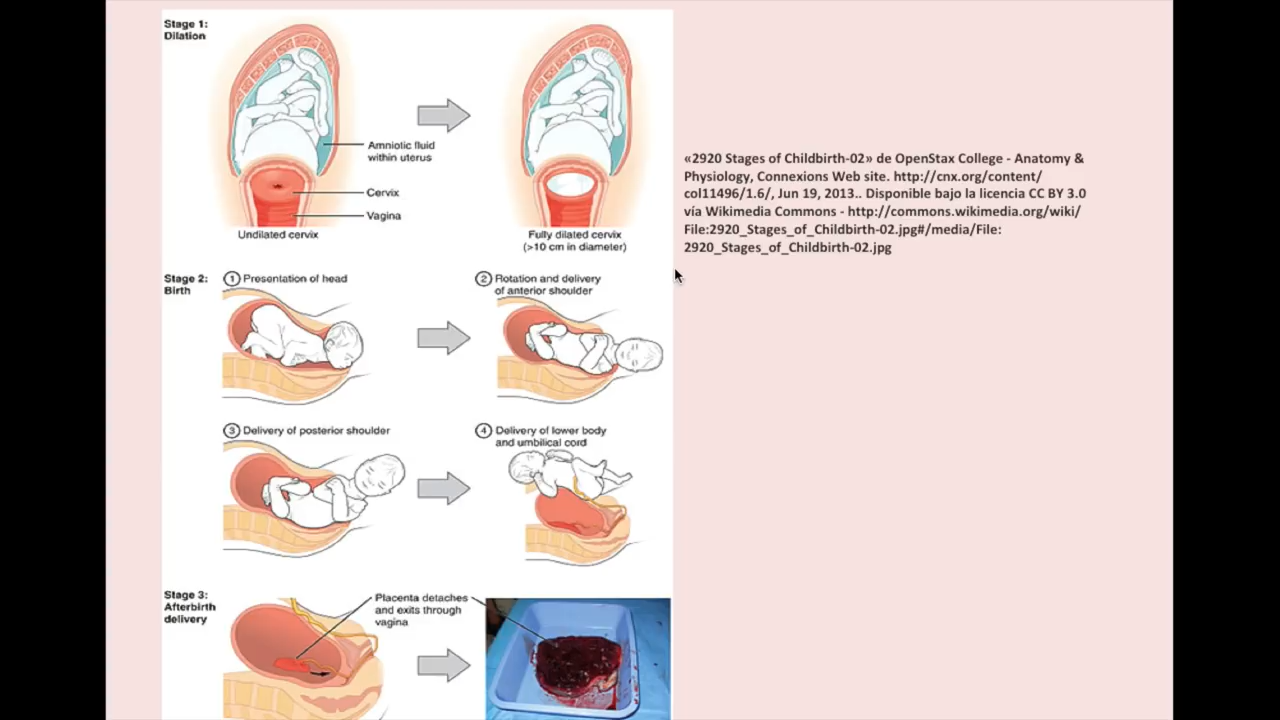 Stage 1:
Dilation
Amniotic fluid
within uterus
Cervix
Vagina
Undilated cervix
Fully dilated cervix
(>10 cm in diameter)
«2920 Stages of Childbirth-02» de OpenStax College - Anatomy &
Physiology, Connexions Web site. http://cnx.org/content/
col11496/1.6/, Jun 19, 2013.. Disponible bajo la licencia CC BY 3.0
vía Wikimedia Commons - http://commons.wikimedia.org/wiki/
File:2920_Stages_of_Childbirth-02.jpg#/media/File:
2920_Stages_of_Childbirth-02.jpg
Stage 2:
Birth
1 Presentation of head
2 Rotation and delivery
of anterior shoulder
3 Delivery of posterior shoulder
4 Delivery of lower body
and umbilical cord
Stage 3:
Afterbirth
delivery
Placenta detaches
and exits through
vagina